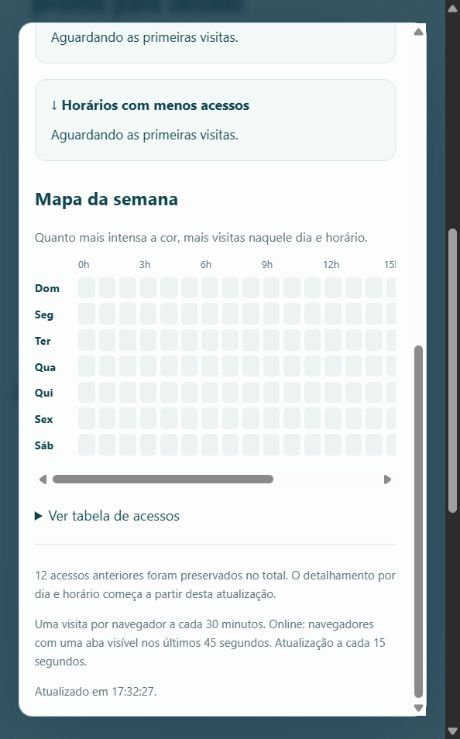 pronto para vender
Aguardando as primeiras visitas.
↓ Horários com menos acessos
Aguardando as primeiras visitas.
Mapa da semana
Quanto mais intensa a cor, mais visitas naquele dia e horário.
0h 3h 6h 9h 12h 15h
Dom
Seg
Ter
Qua
Qui
Sex
Sáb
Ver tabela de acessos
12 acessos anteriores foram preservados no total. O detalhamento por
dia e horário começa a partir desta atualização.
Uma visita por navegador a cada 30 minutos. Online: navegadores
com uma aba visível nos últimos 45 segundos. Atualização a cada 15
segundos.
Atualizado em 17:32:27.